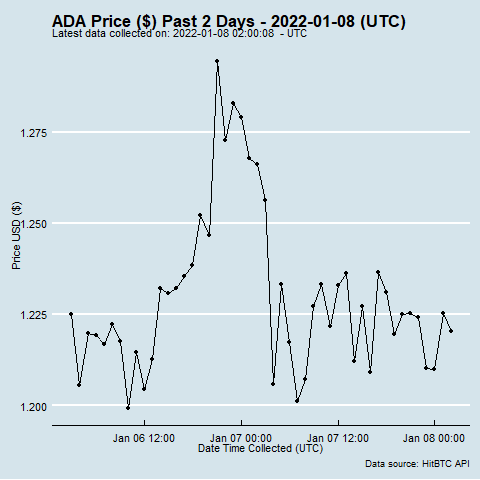 ADA Price ($) Past 2 Days - 2022-01-08 (UTC)
Latest data collected on: 2022-01-08 02:00:08 - UTC
Price USD ($)
1.275
1.250
1.225
1.200
Jan 06 12:00
Jan 07 00:00
Jan 07 12:00
Jan 08 00:00
Date Time Collected (UTC)
Data source: HitBTC API